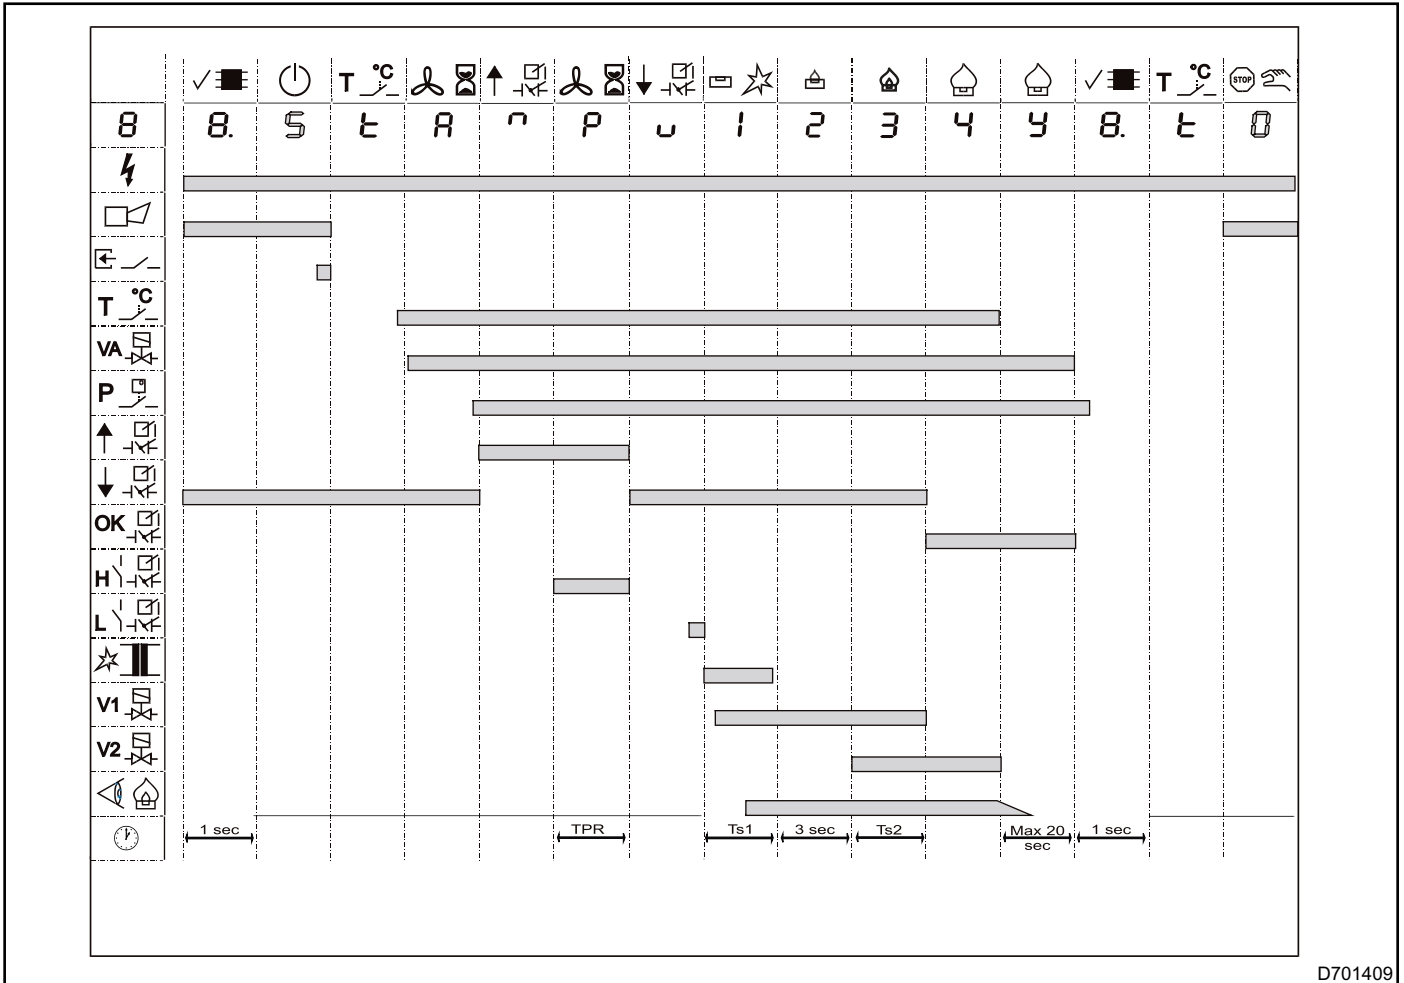 T °C
T °C
STOP
8 8. S t A n P u 1 2 3 4 y 8. t 0
T °C
VA
P
OK
H
L
V1
V2
1 sec TPR Ts1 3 sec Ts2 Max 20 1 sec
sec
D701409